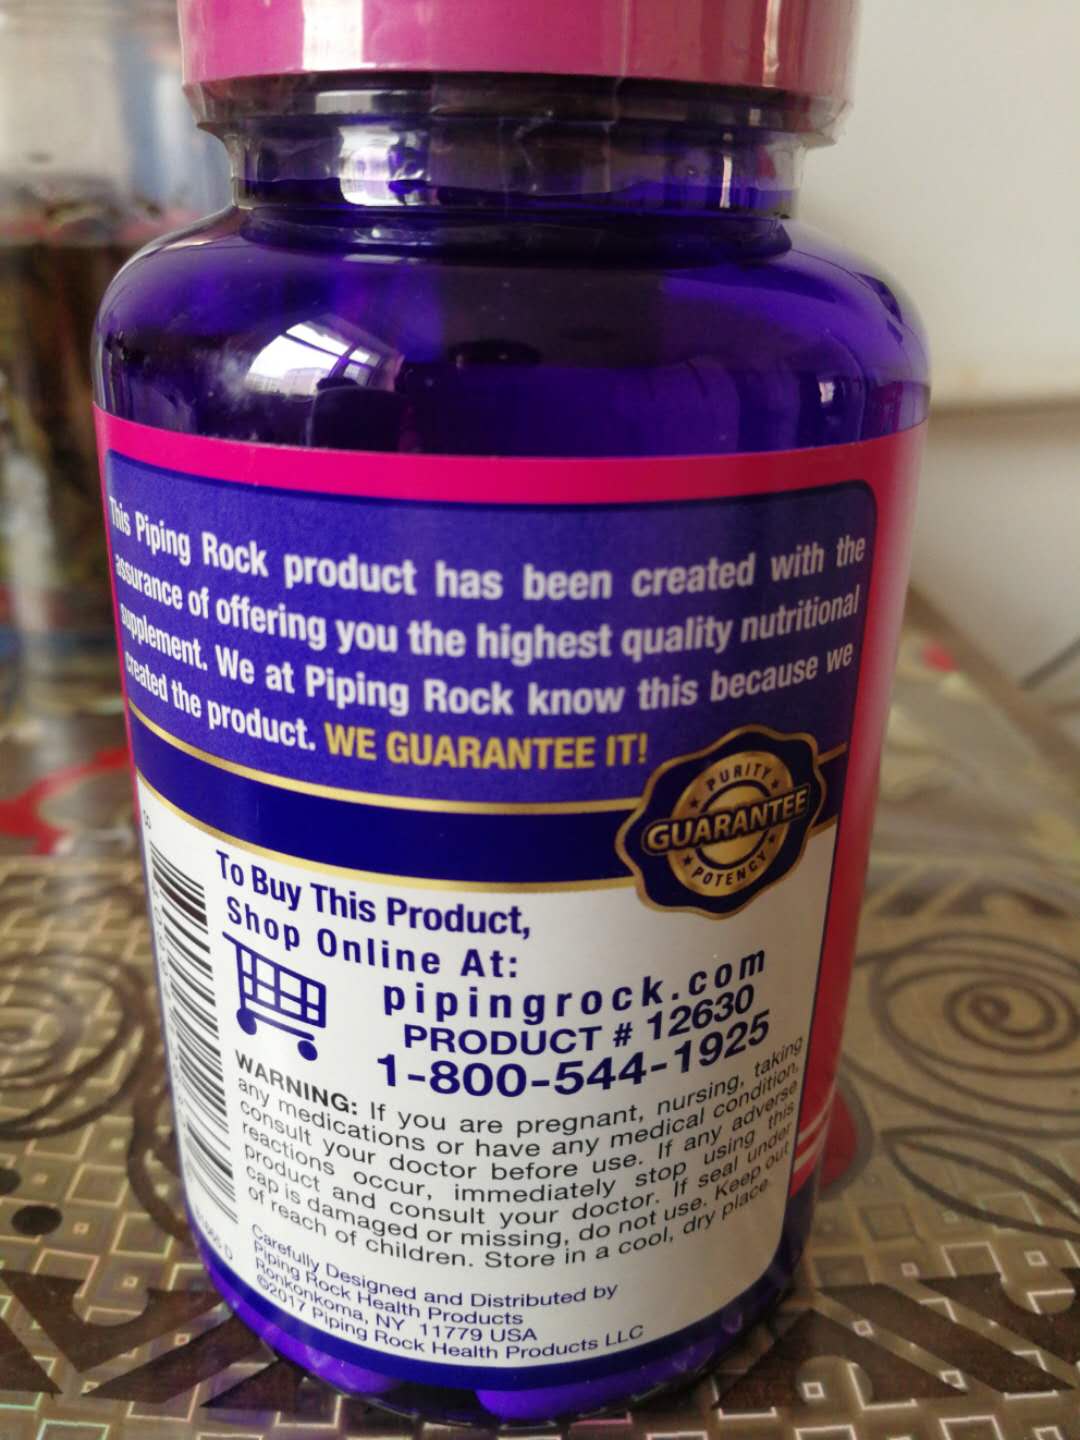 This Piping Rock product has been created with the
assurance of offering you the highest quality nutritional
supplement. We at Piping Rock know this because we
created the product. WE GUARANTEE IT!
PURITY
GUARANTEE
POTENCY
To Buy This Product,
Shop Online At:
pipingrock.com
PRODUCT # 12630
1-800-544-1925
WARNING: If you are pregnant, nursing, taking
any medications or have any medical condition,
consult your doctor before use. If any adverse
reactions occur, immediately stop using this
product and consult your doctor. If seal under
cap is damaged or missing, do not use. Keep out
of reach of children. Store in a cool, dry place.
Carefully Designed and Distributed by
Piping Rock Health Products
Ronkonkoma, NY 11779 USA
©2017 Piping Rock Health Products LLC